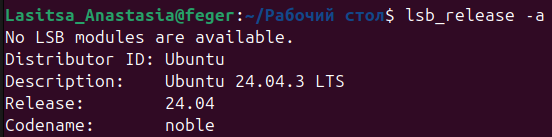 Lasitsa_Anastasia@feger:~/Рабочий стол$ lsb_release -a
No LSB modules are available.
Distributor ID: Ubuntu
Description:    Ubuntu 24.04.3 LTS
Release:        24.04
Codename:       noble